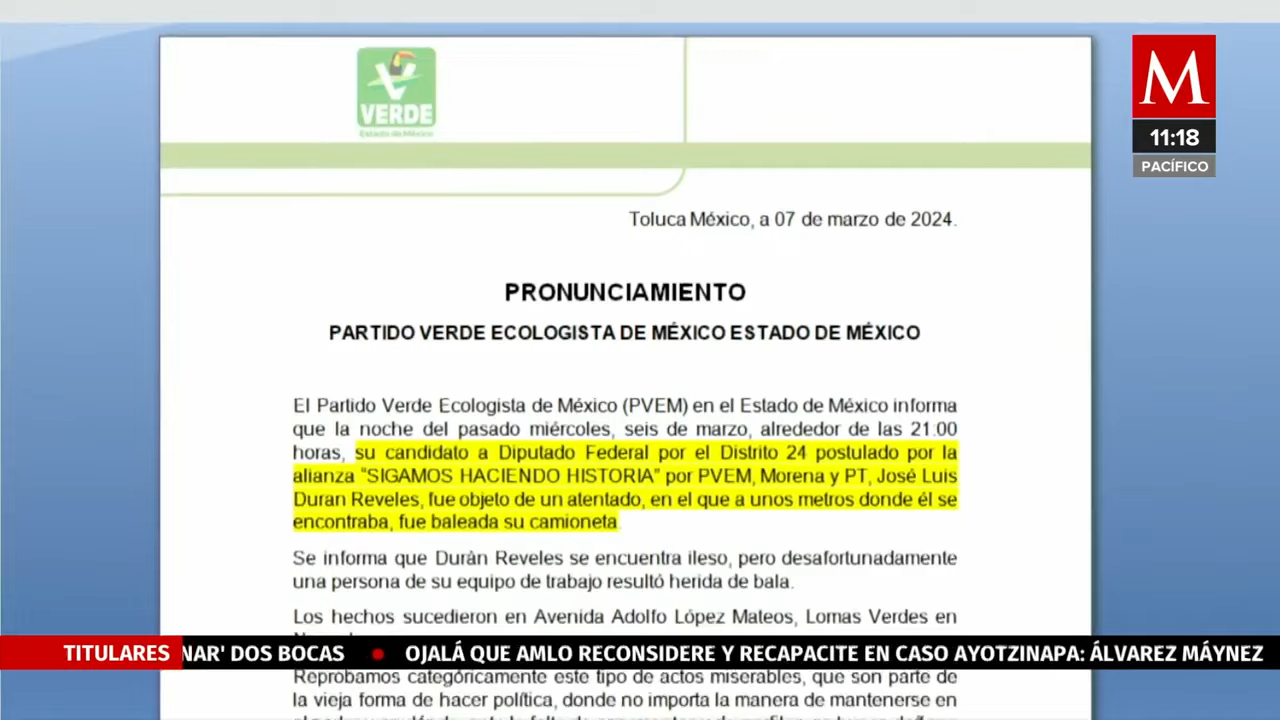 VERDE
Estado de México
M
11:18
PACÍFICO
Toluca México, a 07 de marzo de 2024.
PRONUNCIAMIENTO
PARTIDO VERDE ECOLOGISTA DE MÉXICO ESTADO DE MÉXICO
El Partido Verde Ecologista de México (PVEM) en el Estado de México informa
que la noche del pasado miércoles, seis de marzo, alrededor de las 21:00
horas, su candidato a Diputado Federal por el Distrito 24 postulado por la
alianza "SIGAMOS HACIENDO HISTORIA" por PVEM, Morena y PT, José Luis
Duran Reveles, fue objeto de un atentado, en el que a unos metros donde él se
encontraba, fue baleada su camioneta.
Se informa que Durán Reveles se encuentra ileso, pero desafortunadamente
una persona de su equipo de trabajo resultó herida de bala.
Los hechos sucedieron en Avenida Adolfo López Mateos, Lomas Verdes en
TITULARES NAR' DOS BOCAS • OJALÁ QUE AMLO RECONSIDERE Y RECAPACITE EN CASO AYOTZINAPA: ÁLVAREZ MÁYNEZ
Reprobamos categóricamente este tipo de actos miserables, que son parte de
la vieja forma de hacer política, donde no importa la manera de mantenerse en